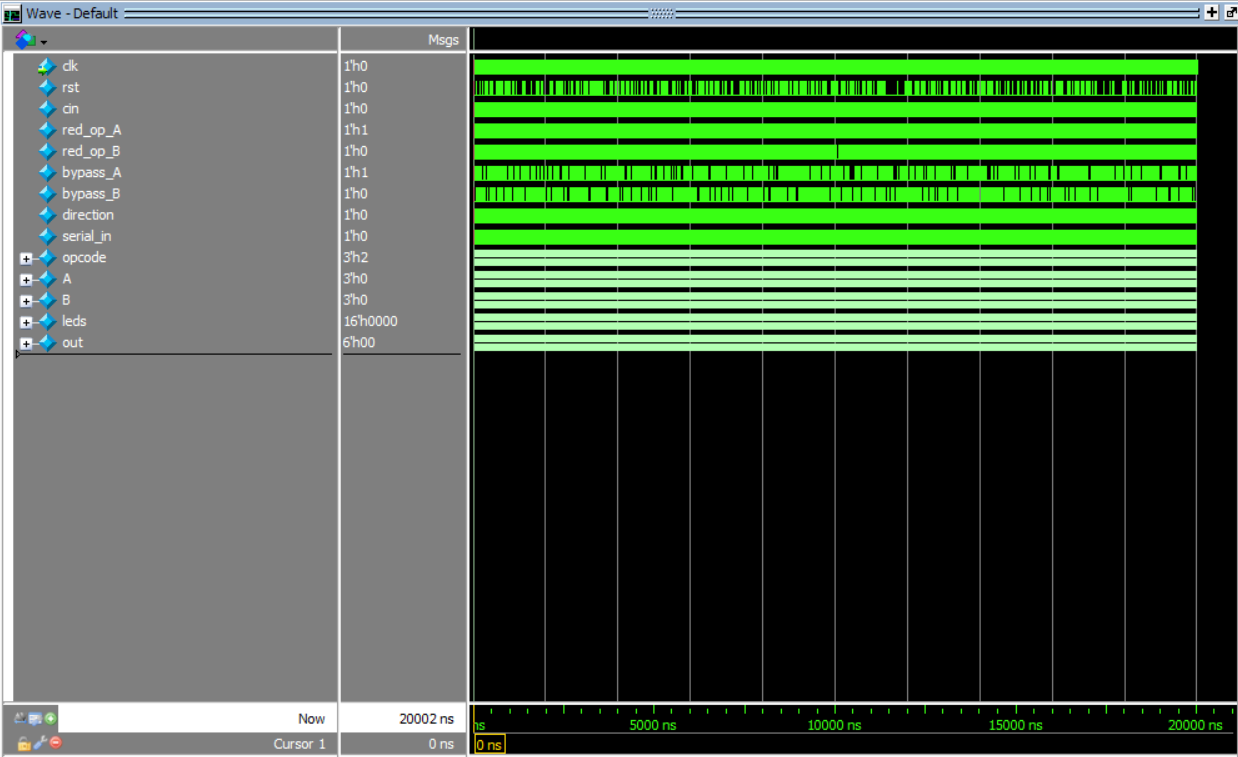 Wave - Default
Msgs
clk 1'h0
rst 1'h0
cin 1'h0
red_op_A 1'h1
red_op_B 1'h0
bypass_A 1'h1
bypass_B 1'h0
direction 1'h0
serial_in 1'h0
opcode 3'h2
A 3'h0
B 3'h0
leds 16'h0000
out 6'h00
Now 20002 ns ns 5000 ns 10000 ns 15000 ns 20000 ns
Cursor 1 0 ns 0 ns